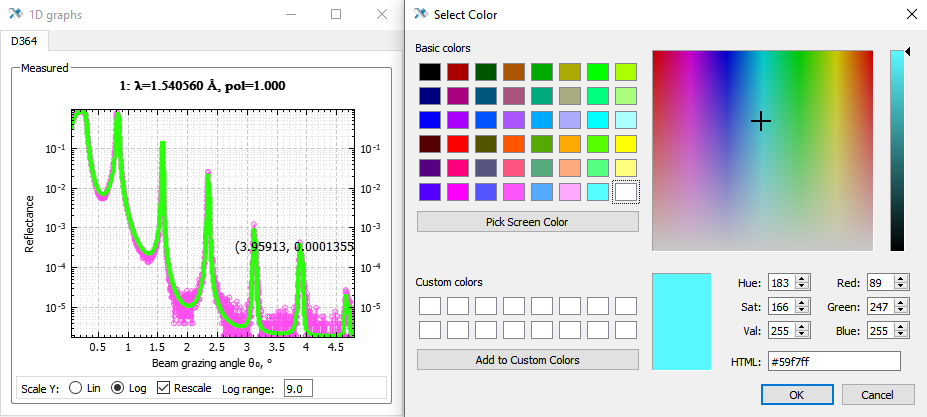 1D graphs
D364
Measured
1: λ=1.540560 Å, pol=1.000
Reflectance
10⁻¹
10⁻²
10⁻³
10⁻⁴
10⁻⁵
10⁻¹
10⁻²
10⁻³
10⁻⁴
10⁻⁵
(3.95913, 0.0001355
0.5 1 1.5 2 2.5 3 3.5 4 4.5
Beam grazing angle θ₀, °
Scale Y: Lin Log Rescale Log range: 9.0
Select Color
Basic colors
Pick Screen Color
Custom colors
Add to Custom Colors
Hue: 183 Red: 89
Sat: 166 Green: 247
Val: 255 Blue: 255
HTML: #59f7ff
OK Cancel